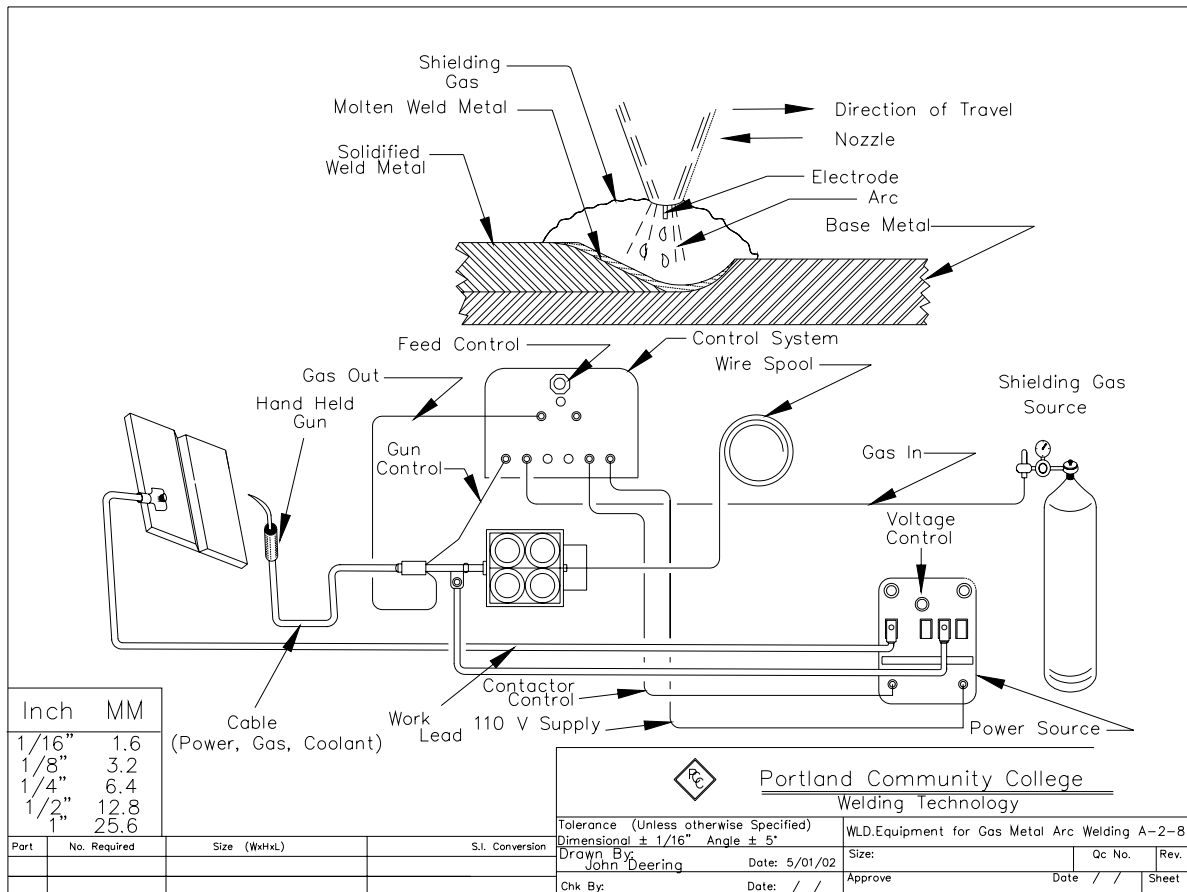 Shielding
Gas
Molten Weld Metal
Solidified
Weld Metal
Direction of Travel
Nozzle
Electrode
Arc
Base Metal
Feed Control
Control System
Wire Spool
Gas Out
Hand Held
Gun
Gun
Control
Shielding Gas
Source
Gas In
Voltage
Control
Contactor
Control
110 V Supply
Work
Lead
Cable
(Power, Gas, Coolant)
Power Source
Inch MM
1/16” 1.6
1/8” 3.2
1/4” 6.4
1/2” 12.8
1” 25.6
Part No. Required Size (WxHxL) S.I. Conversion
PCC
Portland Community College
Welding Technology
Tolerance (Unless otherwise Specified)
Dimensional ± 1/16” Angle ± 5°
WLD.Equipment for Gas Metal Arc Welding A-2-8
Drawn By:
John Deering Date: 5/01/02
Size: Qc No. Rev.
Chk By: Date: / /
Approve Date / / Sheet